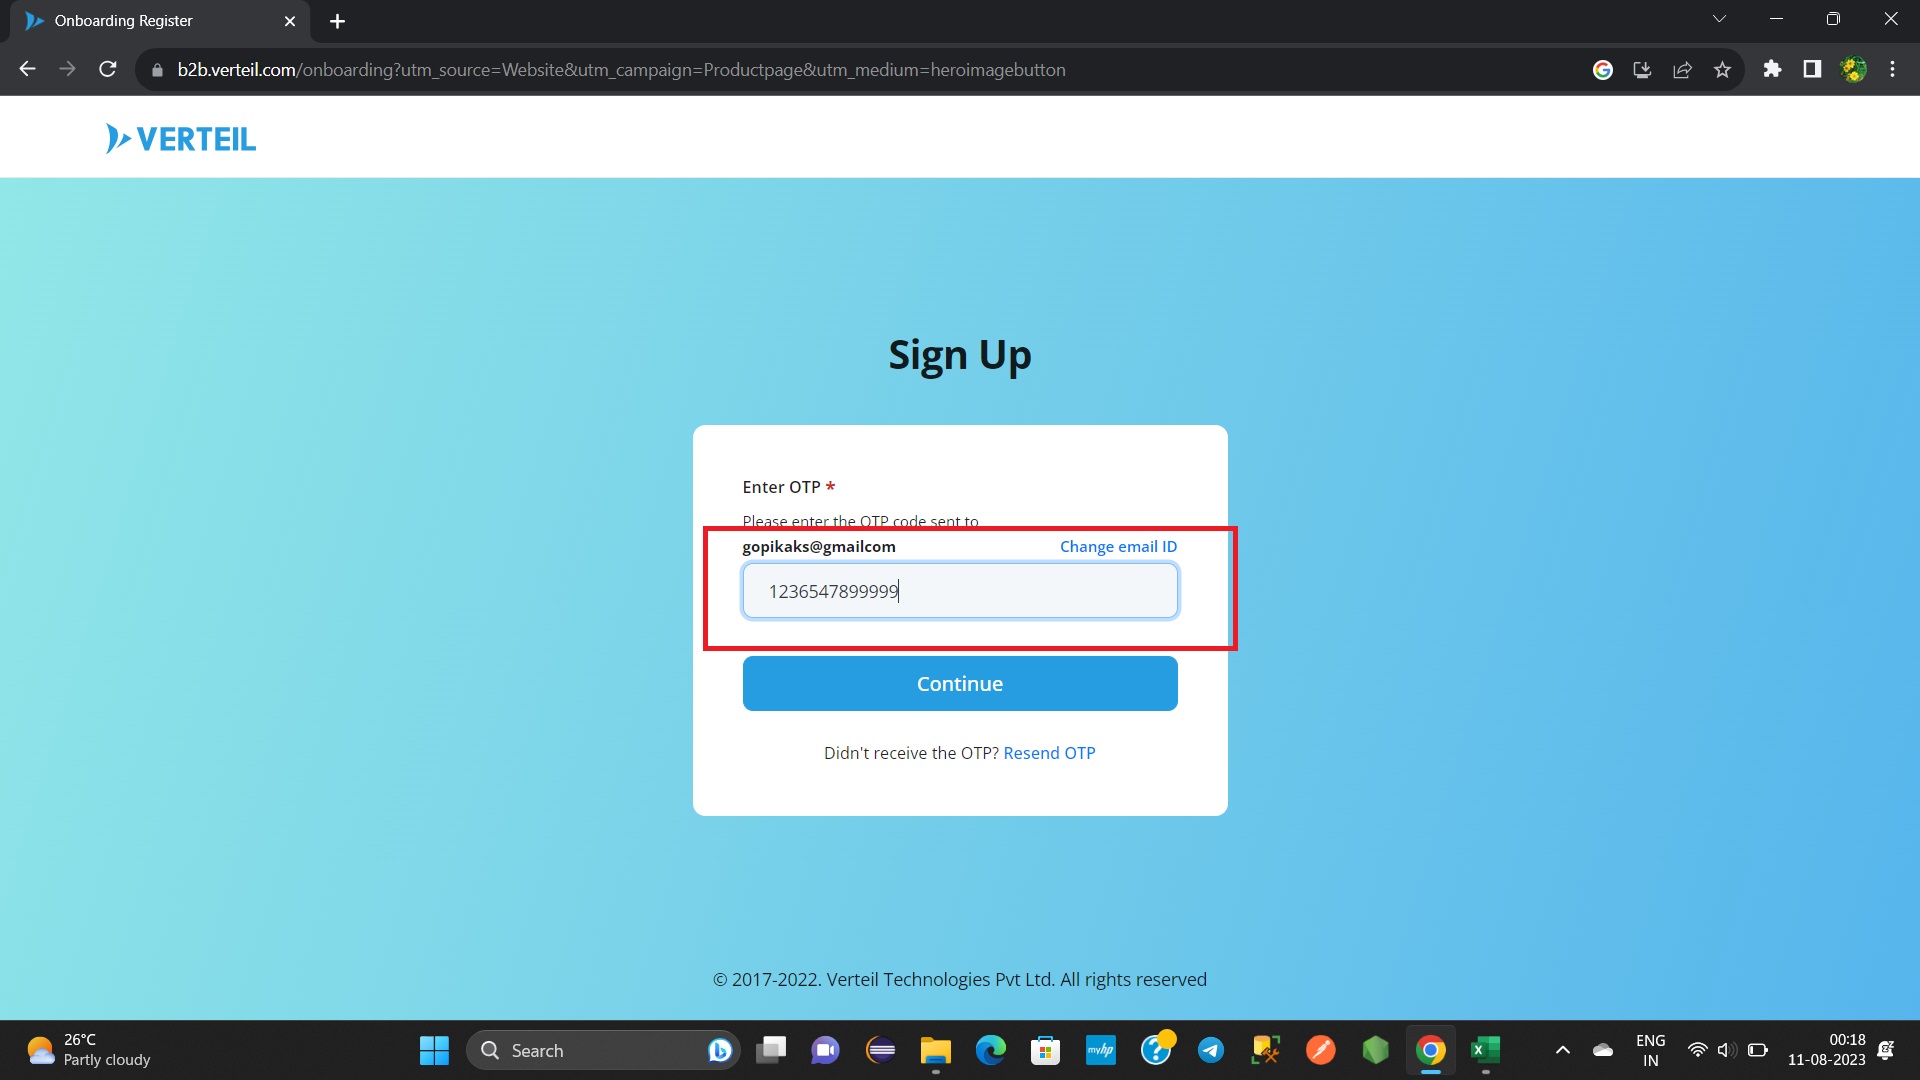 Onboarding Register
b2b.verteil.com/onboarding?utm_source=Website&utm_campaign=Productpage&utm_medium=heroimagebutton
VERTEIL
Sign Up
Enter OTP *
Please enter the OTP code sent to
gopikaks@gmailcom
Change email ID
1236547899999
Continue
Didn't receive the OTP? Resend OTP
© 2017-2022. Verteil Technologies Pvt Ltd. All rights reserved
26°C
Partly cloudy
Search
myhp
ENG
IN
00:18
11-08-2023